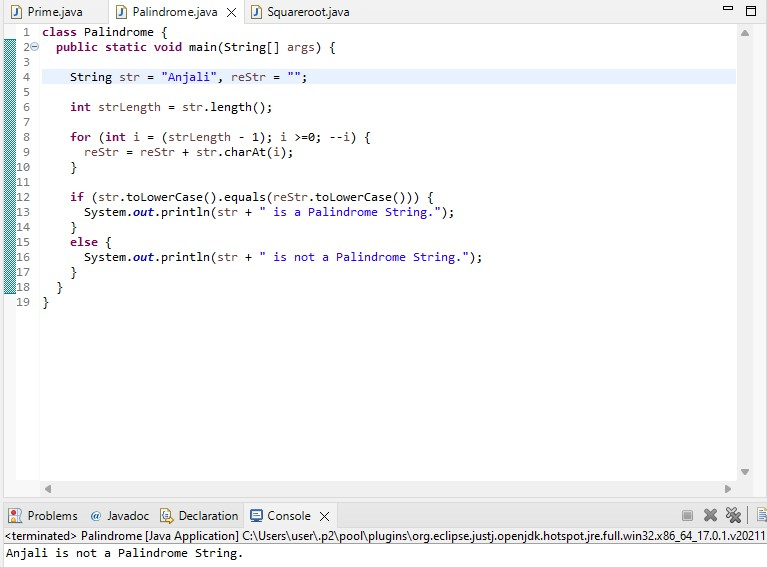 Prime.java Palindrome.java Squareroot.java
1 class Palindrome {
2 public static void main(String[] args) {
3
4 String str = "Anjali", reStr = "";
5
6 int strLength = str.length();
7
8 for (int i = (strLength - 1); i >=0; --i) {
9 reStr = reStr + str.charAt(i);
10 }
11
12 if (str.toLowerCase().equals(reStr.toLowerCase())) {
13 System.out.println(str + " is a Palindrome String.");
14 }
15 else {
16 System.out.println(str + " is not a Palindrome String.");
17 }
18 }
19 }
Problems @ Javadoc Declaration Console
<terminated> Palindrome [Java Application] C:\Users\user\.p2\pool\plugins\org.eclipse.justj.openjdk.hotspot.jre.full.win32.x86_64_17.0.1.v20211
Anjali is not a Palindrome String.